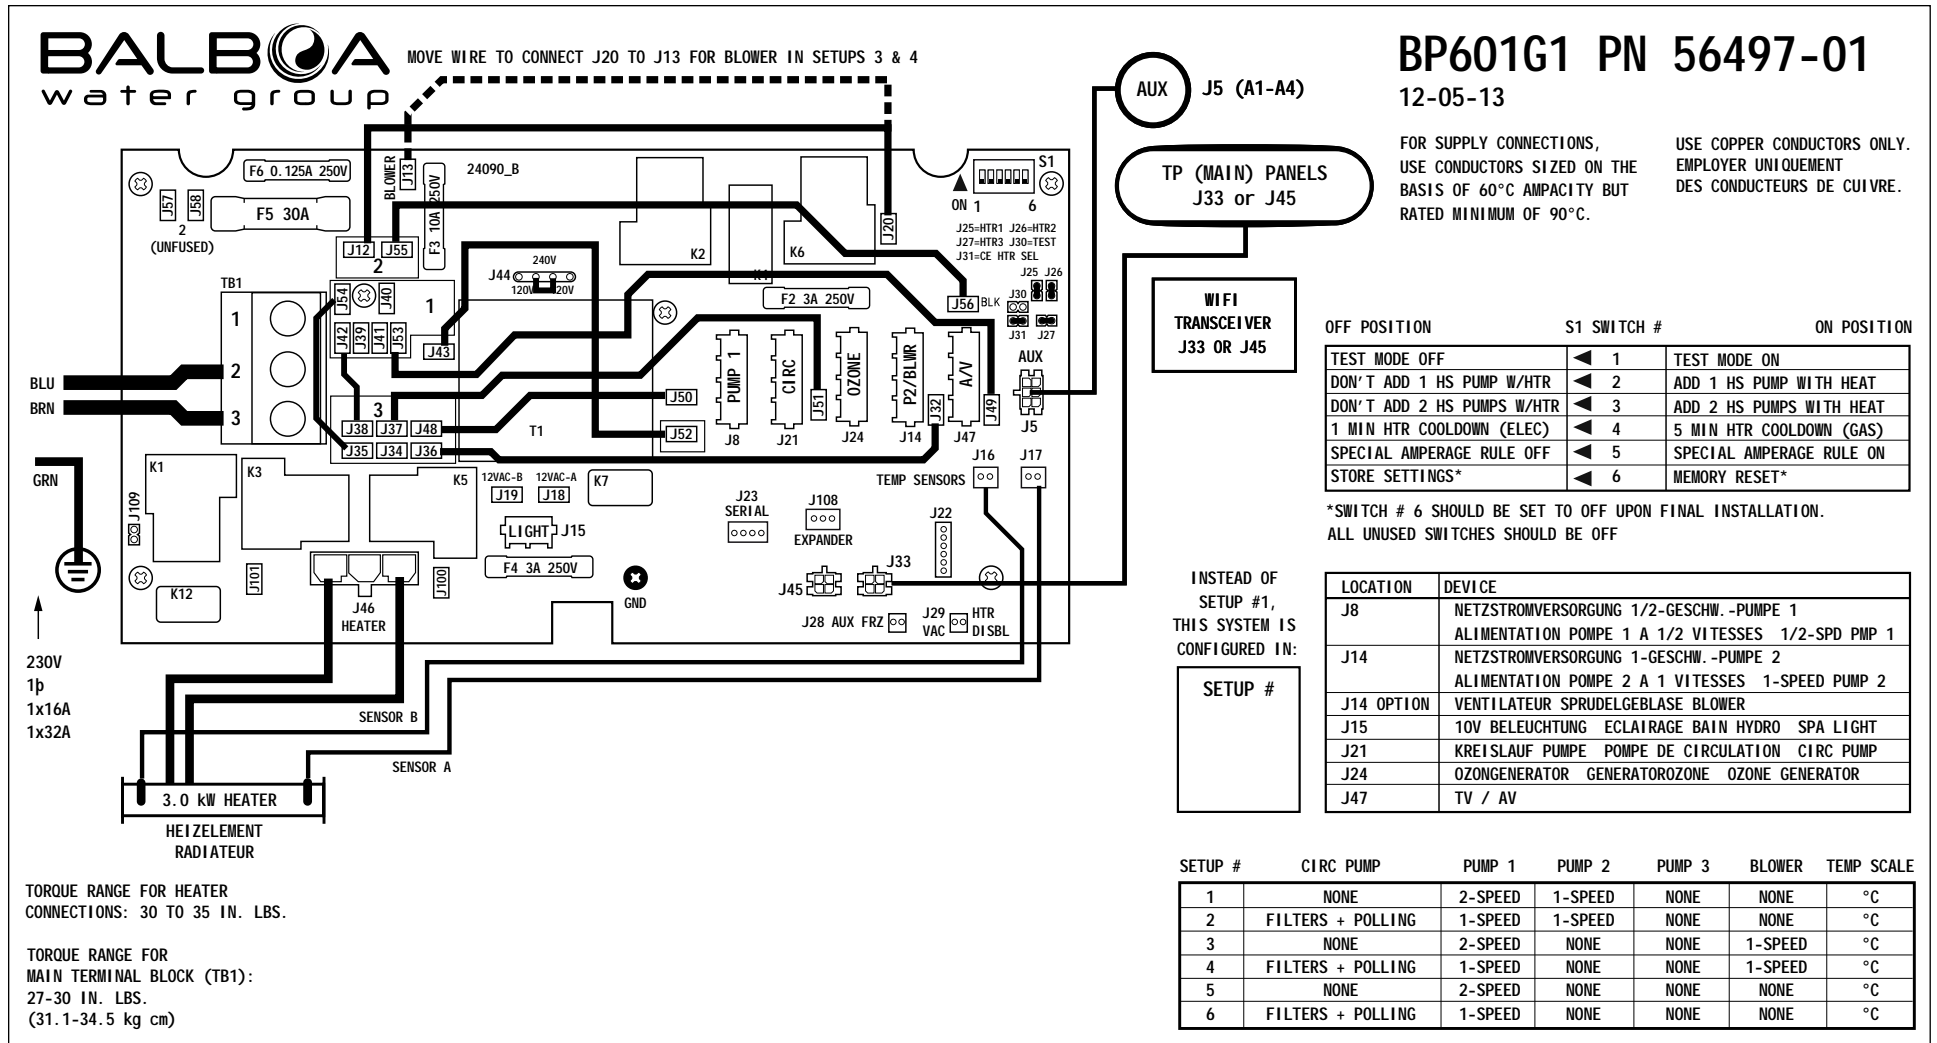 BALBOA
water group
MOVE WIRE TO CONNECT J20 TO J13 FOR BLOWER IN SETUPS 3 & 4
AUX
J5 (A1-A4)
BP601G1 PN 56497-01
12-05-13
FOR SUPPLY CONNECTIONS,
USE CONDUCTORS SIZED ON THE
BASIS OF 60°C AMPACITY BUT
RATED MINIMUM OF 90°C.
USE COPPER CONDUCTORS ONLY.
EMPLOYER UNIQUEMENT
DES CONDUCTEURS DE CUIVRE.
TP (MAIN) PANELS
J33 or J45
WIFI
TRANSCEIVER
J33 OR J45
F6 0.125A 250V
J57
J58
2
(UNFUSED)
F5 30A
BLOWER
J13
F3 10A 250V
24090_B
K2
K4
K6
J20
S1
ON 1 6
J25=HTR1 J26=HTR2
J27=HTR3 J30=TEST
J31=CE HTR SEL
J25 J26
J30
J31 J27
J12
J55
2
240V
J44
120V 120V
F2 3A 250V
J56 BLK
TB1
1
2
3
BLU
BRN
GRN
J54
J40
1
J42
J39
J41
J53
J43
3
J38
J37
J48
J35
J34
J36
T1
J50
J52
PUMP 1
J8
CIRC
J21
J51
OZONE
J24
P2/BLWR
J14
J32
A/V
J47
J49
AUX
J5
K1
K3
K5
12VAC-B
J19
12VAC-A
J18
K7
J109
LIGHT
J15
F4 3A 250V
J23
SERIAL
J108
EXPANDER
TEMP SENSORS
J16
J17
J22
J45
J33
K12
J101
J46
HEATER
J100
GND
J28 AUX FRZ
J29
VAC
HTR
DISBL
230V
1þ
1x16A
1x32A
SENSOR B
SENSOR A
3.0 kW HEATER
HEIZELEMENT
RADIATEUR
TORQUE RANGE FOR HEATER
CONNECTIONS: 30 TO 35 IN. LBS.
TORQUE RANGE FOR
MAIN TERMINAL BLOCK (TB1):
27-30 IN. LBS.
(31.1-34.5 kg cm)
OFF POSITION S1 SWITCH # ON POSITION
TEST MODE OFF ◀ 1 TEST MODE ON
DON'T ADD 1 HS PUMP W/HTR ◀ 2 ADD 1 HS PUMP WITH HEAT
DON'T ADD 2 HS PUMPS W/HTR ◀ 3 ADD 2 HS PUMPS WITH HEAT
1 MIN HTR COOLDOWN (ELEC) ◀ 4 5 MIN HTR COOLDOWN (GAS)
SPECIAL AMPERAGE RULE OFF ◀ 5 SPECIAL AMPERAGE RULE ON
STORE SETTINGS* ◀ 6 MEMORY RESET*
*SWITCH # 6 SHOULD BE SET TO OFF UPON FINAL INSTALLATION.
ALL UNUSED SWITCHES SHOULD BE OFF
INSTEAD OF
SETUP #1,
THIS SYSTEM IS
CONFIGURED IN:
SETUP #
LOCATION DEVICE
J8 NETZSTROMVERSORGUNG 1/2-GESCHW.-PUMPE 1
ALIMENTATION POMPE 1 A 1/2 VITESSES 1/2-SPD PMP 1
J14 NETZSTROMVERSORGUNG 1-GESCHW.-PUMPE 2
ALIMENTATION POMPE 2 A 1 VITESSES 1-SPEED PUMP 2
J14 OPTION VENTILATEUR SPRUDELGEBLASE BLOWER
J15 10V BELEUCHTUNG ECLAIRAGE BAIN HYDRO SPA LIGHT
J21 KREISLAUF PUMPE POMPE DE CIRCULATION CIRC PUMP
J24 OZONGENERATOR GENERATOROZONE OZONE GENERATOR
J47 TV / AV
SETUP # CIRC PUMP PUMP 1 PUMP 2 PUMP 3 BLOWER TEMP SCALE
1 NONE 2-SPEED 1-SPEED NONE NONE °C
2 FILTERS + POLLING 1-SPEED 1-SPEED NONE NONE °C
3 NONE 2-SPEED NONE NONE 1-SPEED °C
4 FILTERS + POLLING 1-SPEED NONE NONE 1-SPEED °C
5 NONE 2-SPEED NONE NONE NONE °C
6 FILTERS + POLLING 1-SPEED NONE NONE NONE °C